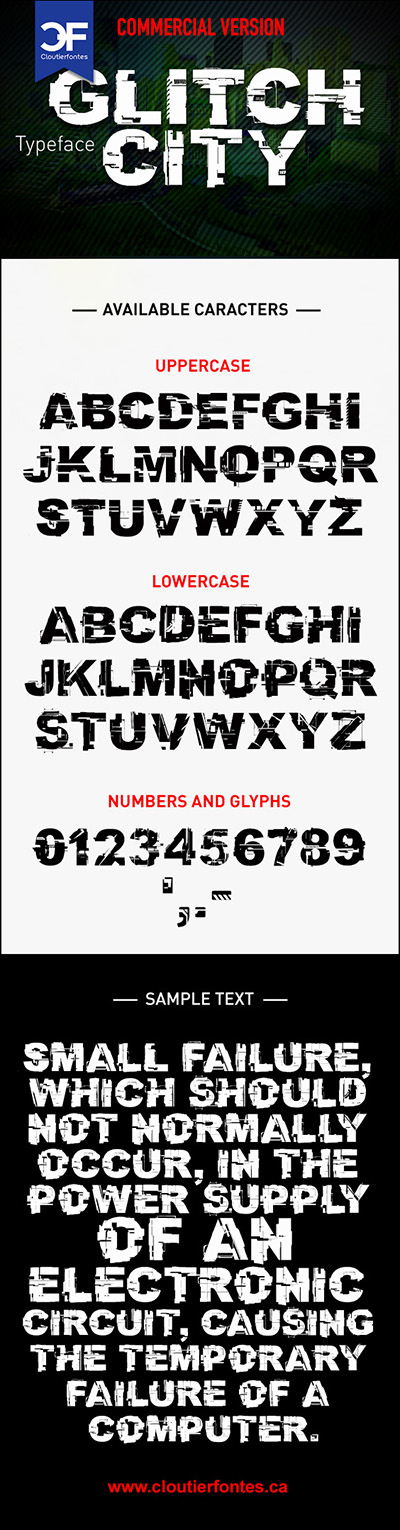 CF
Cloutierfontes
COMMERCIAL VERSION
GLITCH
Typeface CITY
AVAILABLE CARACTERS
UPPERCASE
ABCDEFGHI
JKLMNOPQR
STUVWXYZ
LOWERCASE
ABCDEFGHI
JKLMNOPQR
STUVWXYZ
NUMBERS AND GLYPHS
0123456789
SAMPLE TEXT
SMALL FAILURE,
WHICH SHOULD
NOT NORMALLY
OCCUR, IN THE
POWER SUPPLY
OF AN
ELECTRONIC
CIRCUIT, CAUSING
THE TEMPORARY
FAILURE OF A
COMPUTER.
www.cloutierfontes.ca